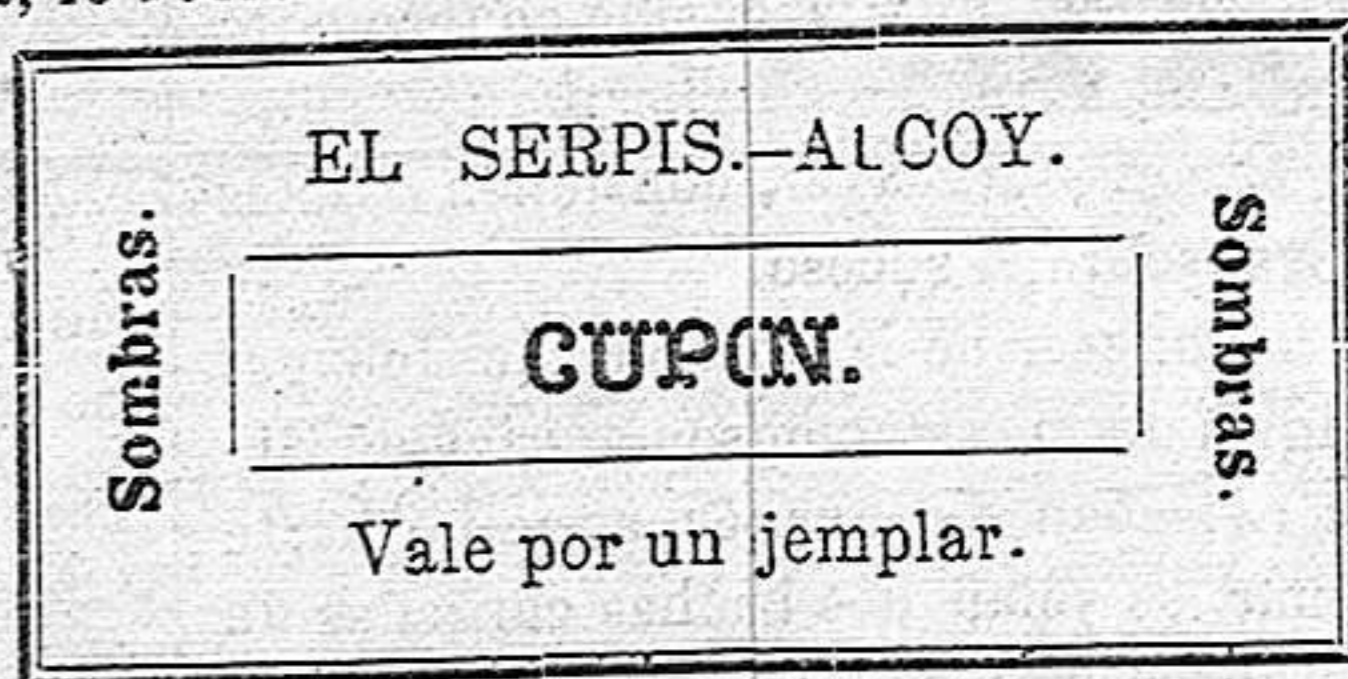 EL SERPIS.—ALCOY.
Sombras.
CUPON.
Sombras.
Vale por un jemplar.